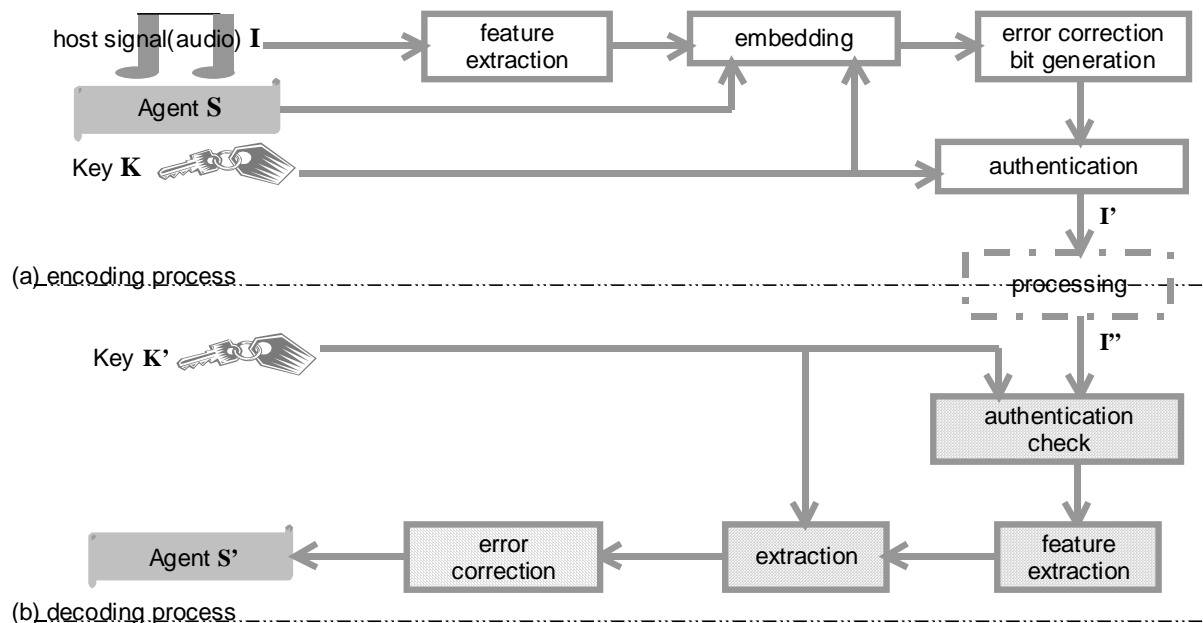 host signal(audio) I
feature
extraction
embedding
error correction
bit generation
Agent S
Key K
authentication
I’
(a) encoding process
processing
Key K’
I”
authentication
check
Agent S’
error
correction
extraction
feature
extraction
(b) decoding process